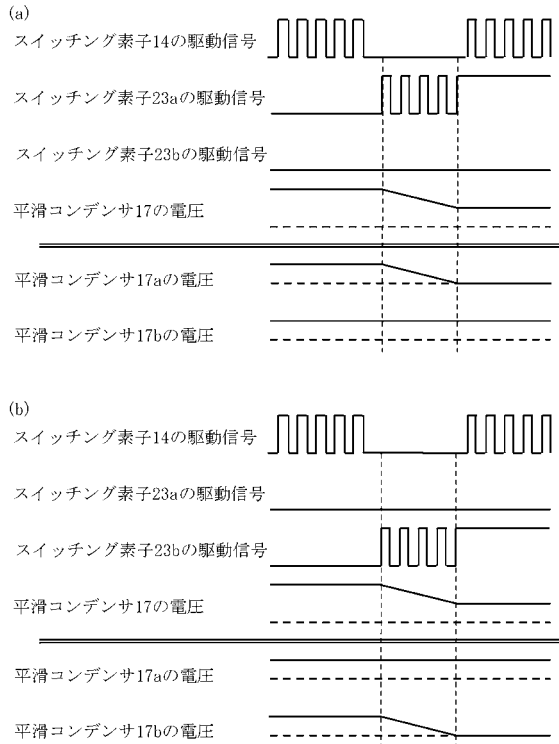 (a)
スイッチング素子14の駆動信号
スイッチング素子23aの駆動信号
スイッチング素子23bの駆動信号
平滑コンデンサ17の電圧
平滑コンデンサ17aの電圧
平滑コンデンサ17bの電圧
(b)
スイッチング素子14の駆動信号
スイッチング素子23aの駆動信号
スイッチング素子23bの駆動信号
平滑コンデンサ17の電圧
平滑コンデンサ17aの電圧
平滑コンデンサ17bの電圧